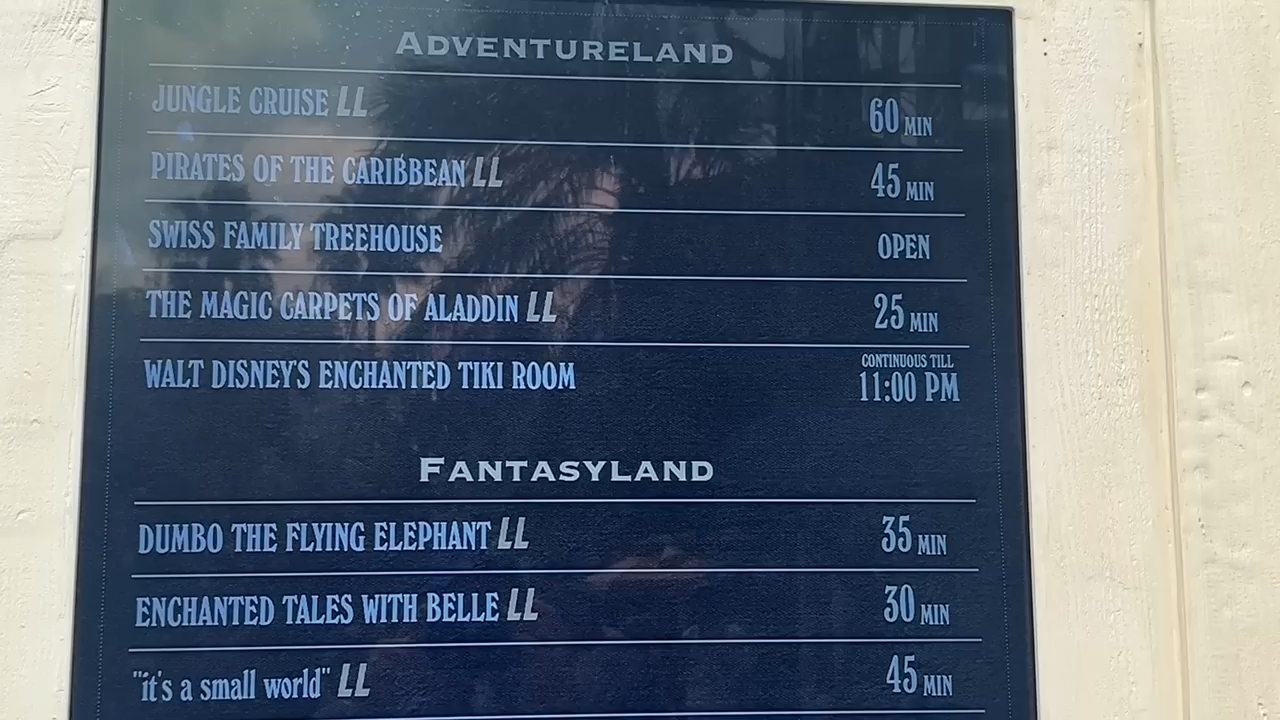 ADVENTURELAND
JUNGLE CRUISE LL 60 MIN
PIRATES OF THE CARIBBEAN LL 45 MIN
SWISS FAMILY TREEHOUSE OPEN
THE MAGIC CARPETS OF ALADDIN LL 25 MIN
WALT DISNEY'S ENCHANTED TIKI ROOM CONTINUOUS TILL
11:00 PM
FANTASYLAND
DUMBO THE FLYING ELEPHANT LL 35 MIN
ENCHANTED TALES WITH BELLE LL 30 MIN
"it's a small world" LL 45 MIN